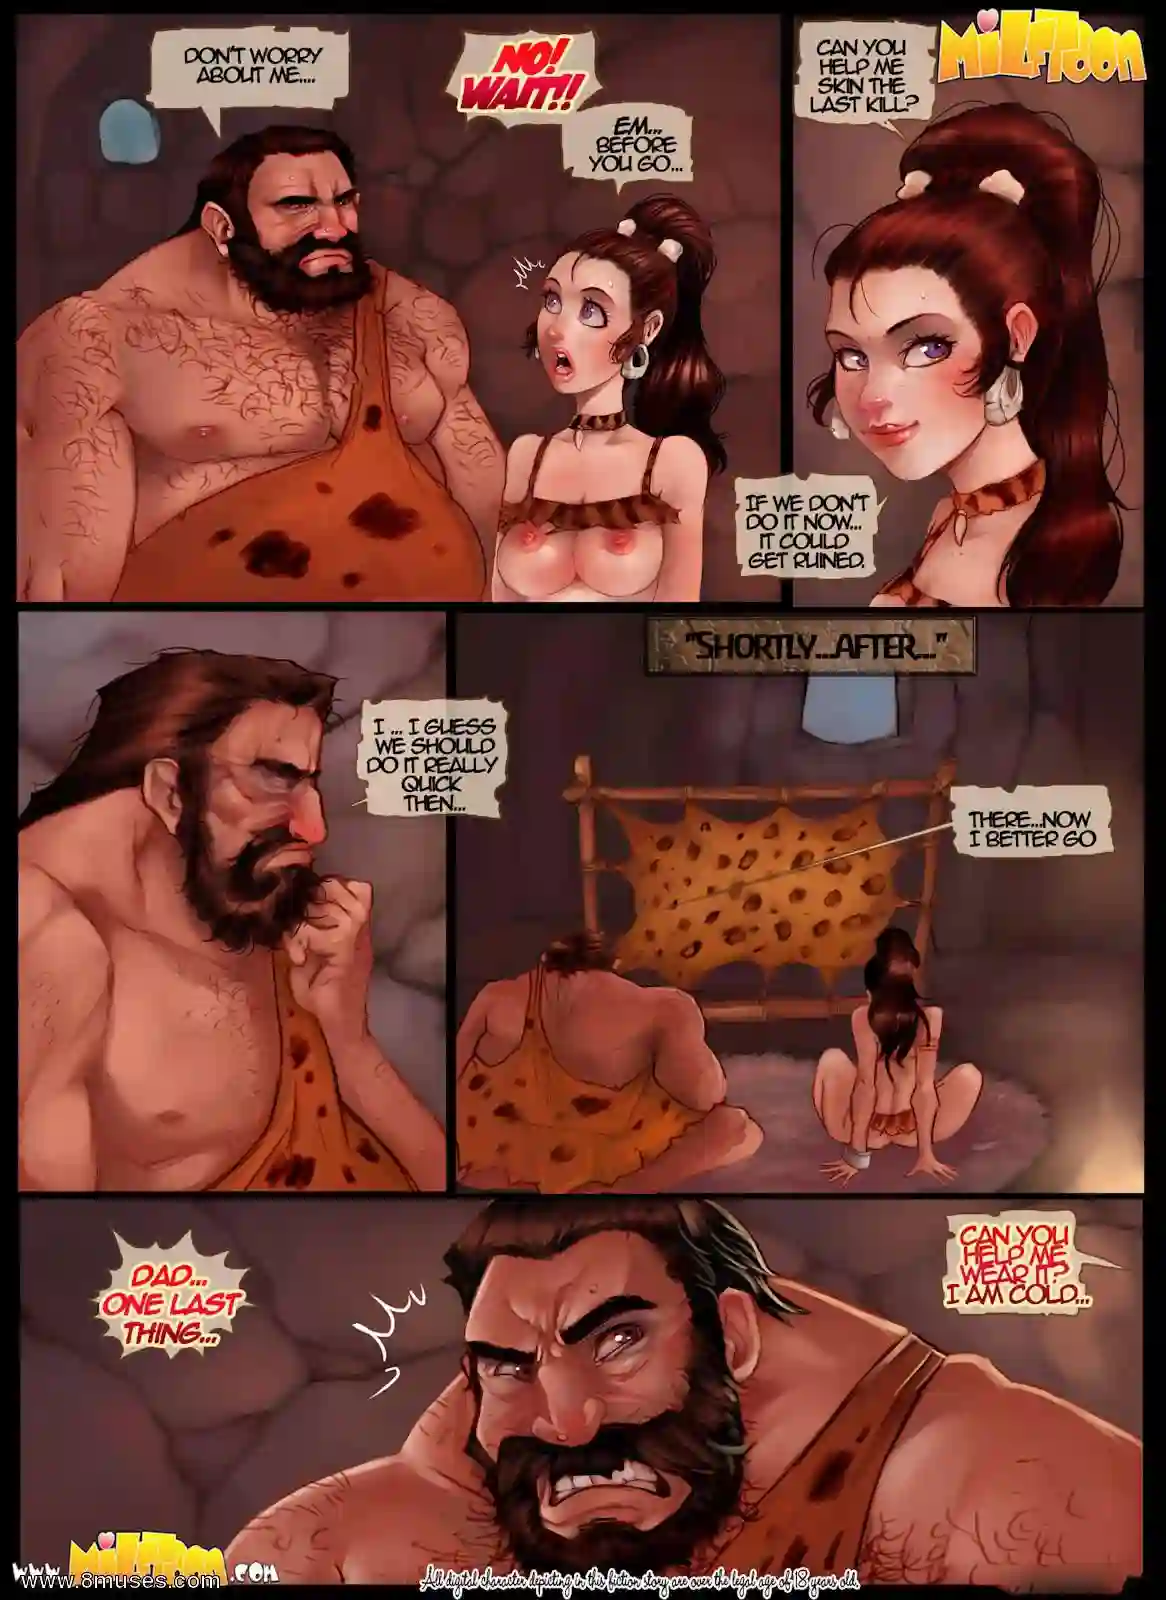 DON'T WORRY
ABOUT ME....
NO!
WAIT!!
EM...
BEFORE
YOU GO...
CAN YOU
HELP ME
SKIN THE
LAST KILL?
MILFTOON
IF WE DON'T
DO IT NOW...
IT COULD
GET RUINED.
I ... I GUESS
WE SHOULD
DO IT REALLY
QUICK
THEN...
"SHORTLY...AFTER..."
THERE...NOW
I BETTER GO
DAD...
ONE LAST
THING...
CAN YOU
HELP ME
WEAR IT?
I AM COLD...
www.MILFTOON.com
www.8muses.com
All digital character depicting in this fiction story are over the legal age of 18 years old.